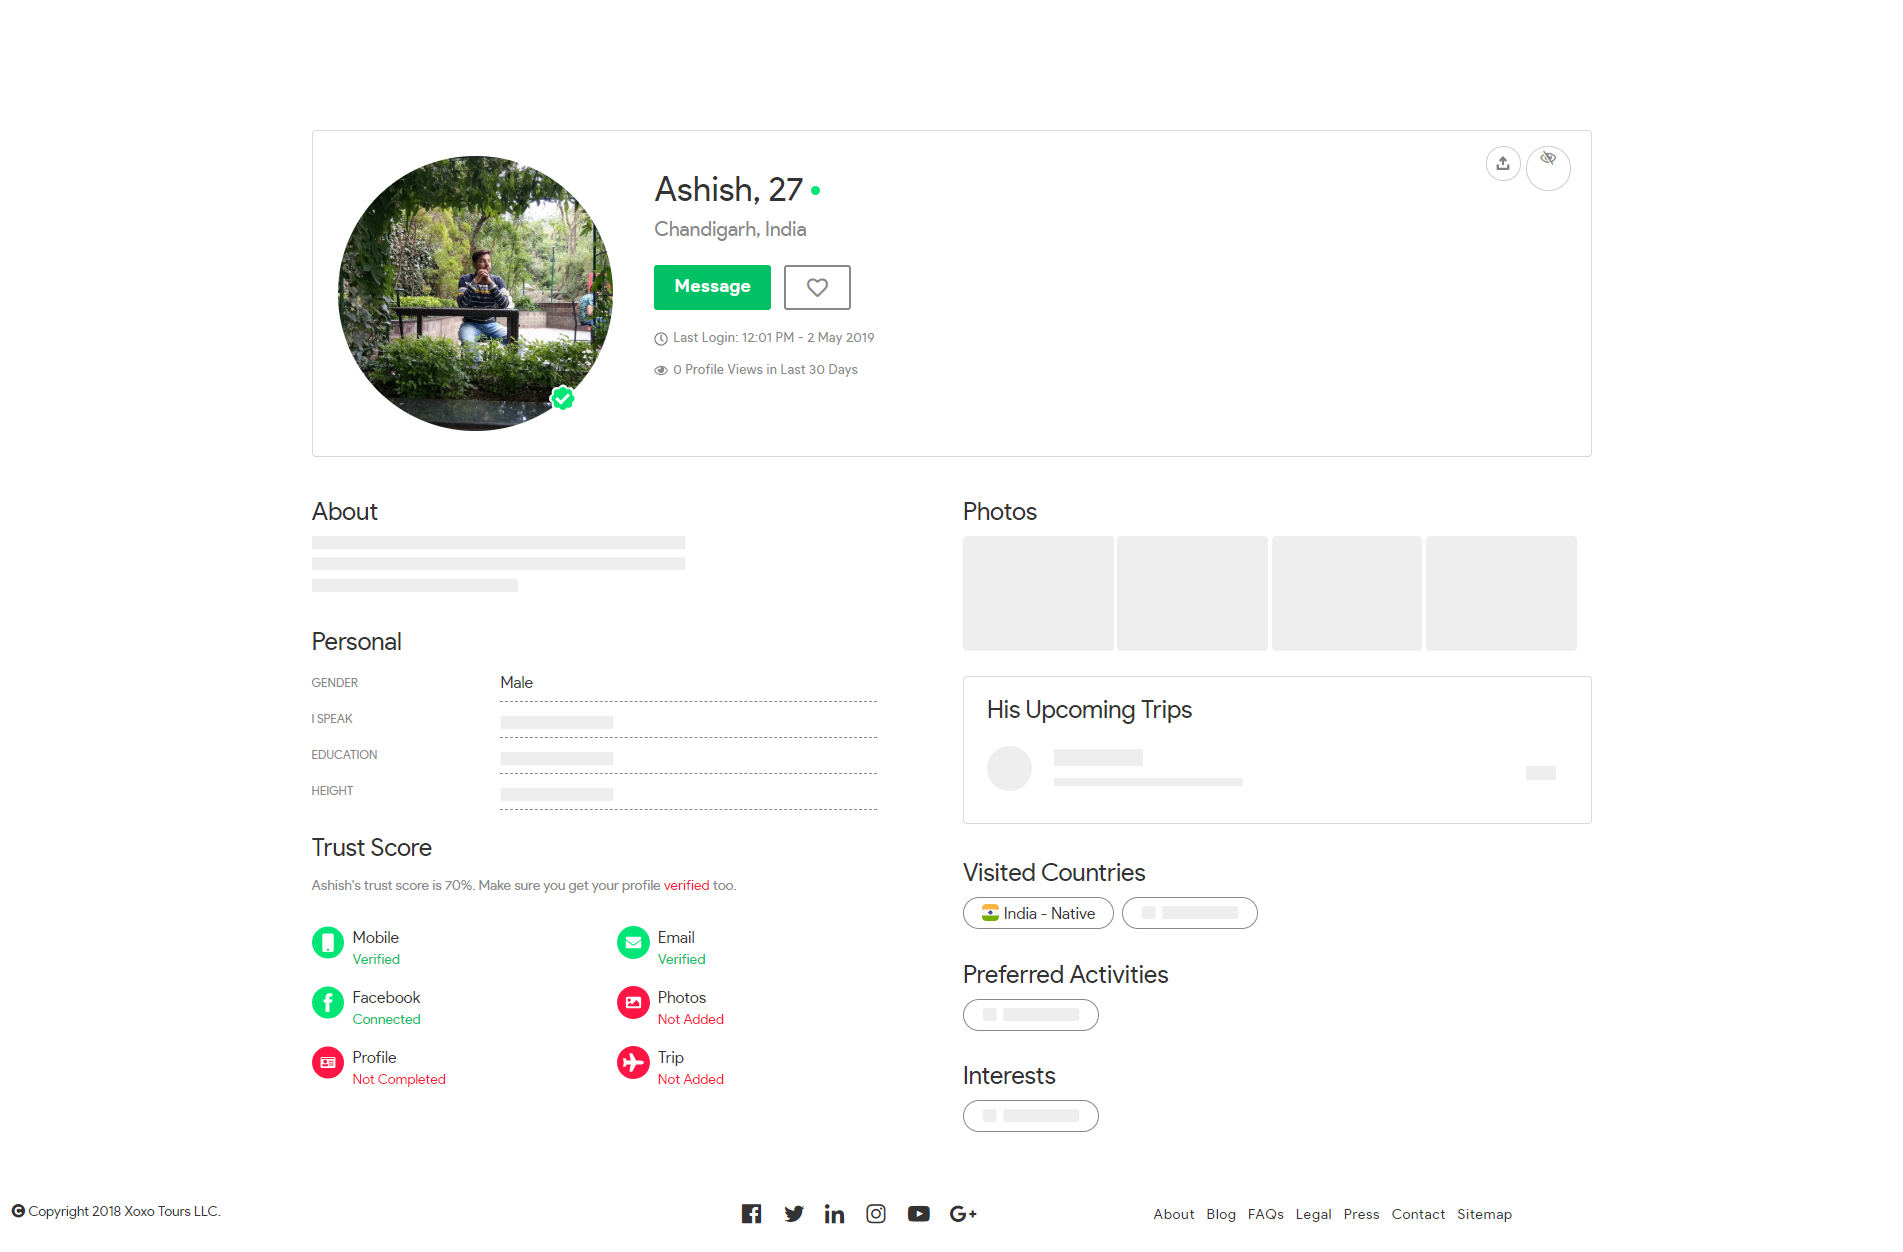 Ashish, 27
Chandigarh, India
Message
Last Login: 12:01 PM - 2 May 2019
0 Profile Views in Last 30 Days
About
Personal
GENDER Male
I SPEAK
EDUCATION
HEIGHT
Trust Score
Ashish's trust score is 70%. Make sure you get your profile verified too.
Mobile
Verified
Email
Verified
Facebook
Connected
Photos
Not Added
Profile
Not Completed
Trip
Not Added
Photos
His Upcoming Trips
Visited Countries
India - Native
Preferred Activities
Interests
Copyright 2018 Xoxo Tours LLC.
About Blog FAQs Legal Press Contact Sitemap